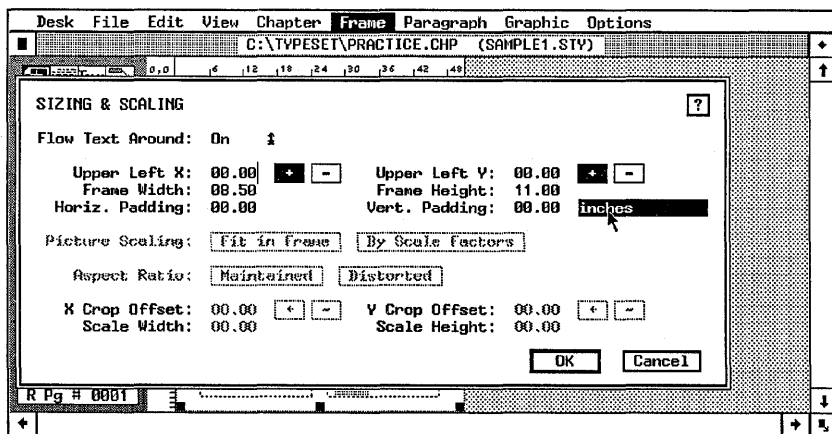 Desk File Edit View Chapter Frame Paragraph Graphic Options
C:\TYPESET\PRACTICE.CHP (SAMPLE1.STY)
0,0 6 12 18 24 30 36 42 48
SIZING & SCALING ?
Flow Text Around: On
Upper Left X: 00.00 + - Upper Left Y: 00.00 + -
Frame Width: 08.50 Frame Height: 11.00
Horiz. Padding: 00.00 Vert. Padding: 00.00 inches
Picture Scaling: Fit in Frame By Scale Factors
Aspect Ratio: Maintained Distorted
X Crop Offset: 00.00 ← ~ Y Crop Offset: 00.00 ← ~
Scale Width: 00.00 Scale Height: 00.00
OK Cancel
R Pg # 0001